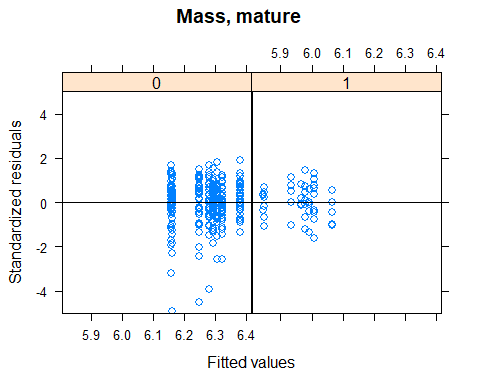 Mass, mature
5.9 6.0 6.1 6.2 6.3 6.4
0 1
4
2
0
-2
-4
Standardized residuals
5.9 6.0 6.1 6.2 6.3 6.4
Fitted values